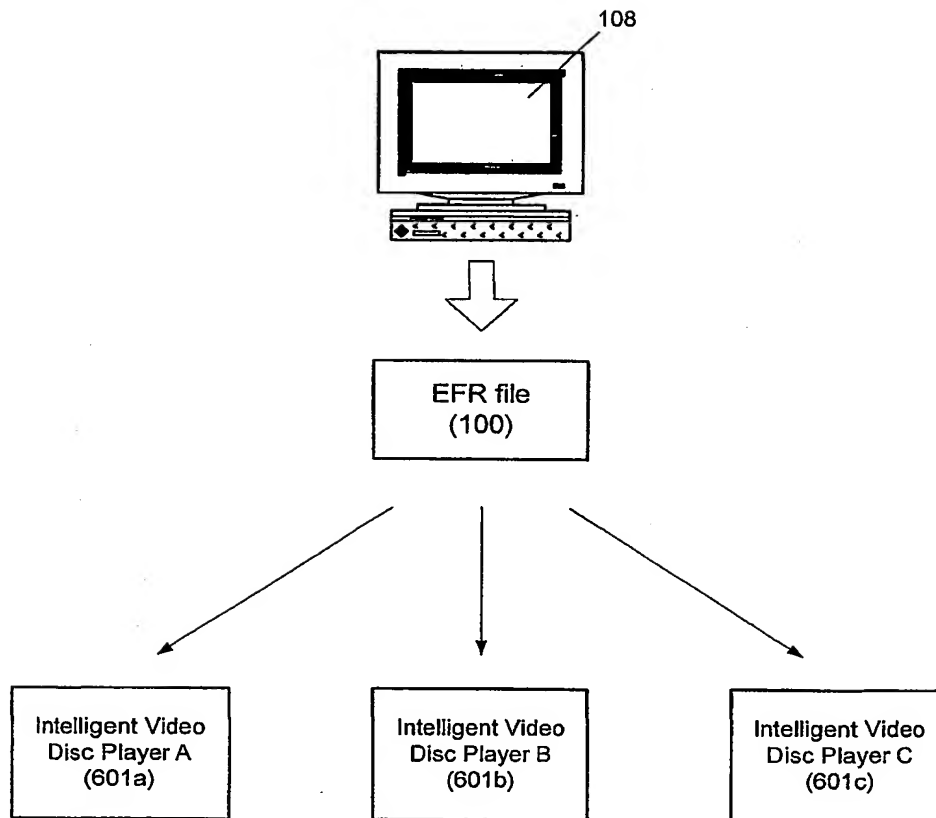 108
EFR file
(100)
Intelligent Video
Disc Player A
(601a)
Intelligent Video
Disc Player B
(601b)
Intelligent Video
Disc Player C
(601c)